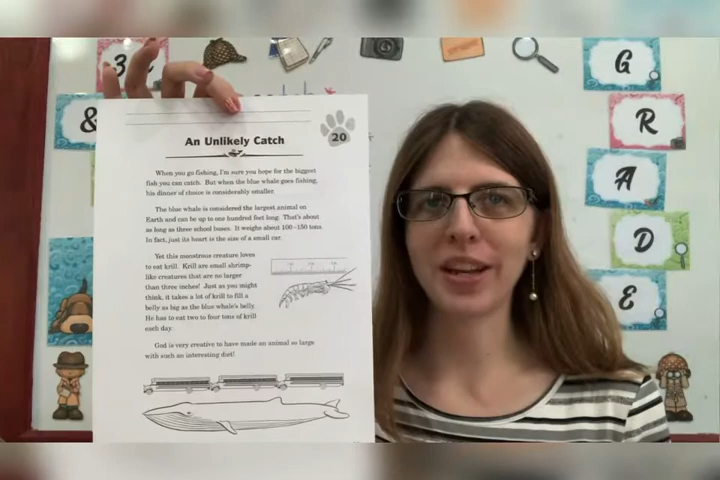 3
&
G
R
A
D
E
20
An Unlikely Catch
When you go fishing, I'm sure you hope for the biggest
fish you can catch. But when the blue whale goes fishing,
his dinner of choice is considerably smaller.
The blue whale is considered the largest animal on
Earth and can be up to one hundred feet long. That's about
as long as three school buses. It weighs about 100–150 tons.
In fact, just its heart is the size of a small car.
Yet this monstrous creature loves
to eat krill. Krill are small shrimp-
like creatures that are no larger
than three inches! Just as you might
think, it takes a lot of krill to fill a
belly as big as the blue whale's belly.
He has to eat two to four tons of krill
each day.
God is very creative to have made an animal so large
with such an interesting diet!